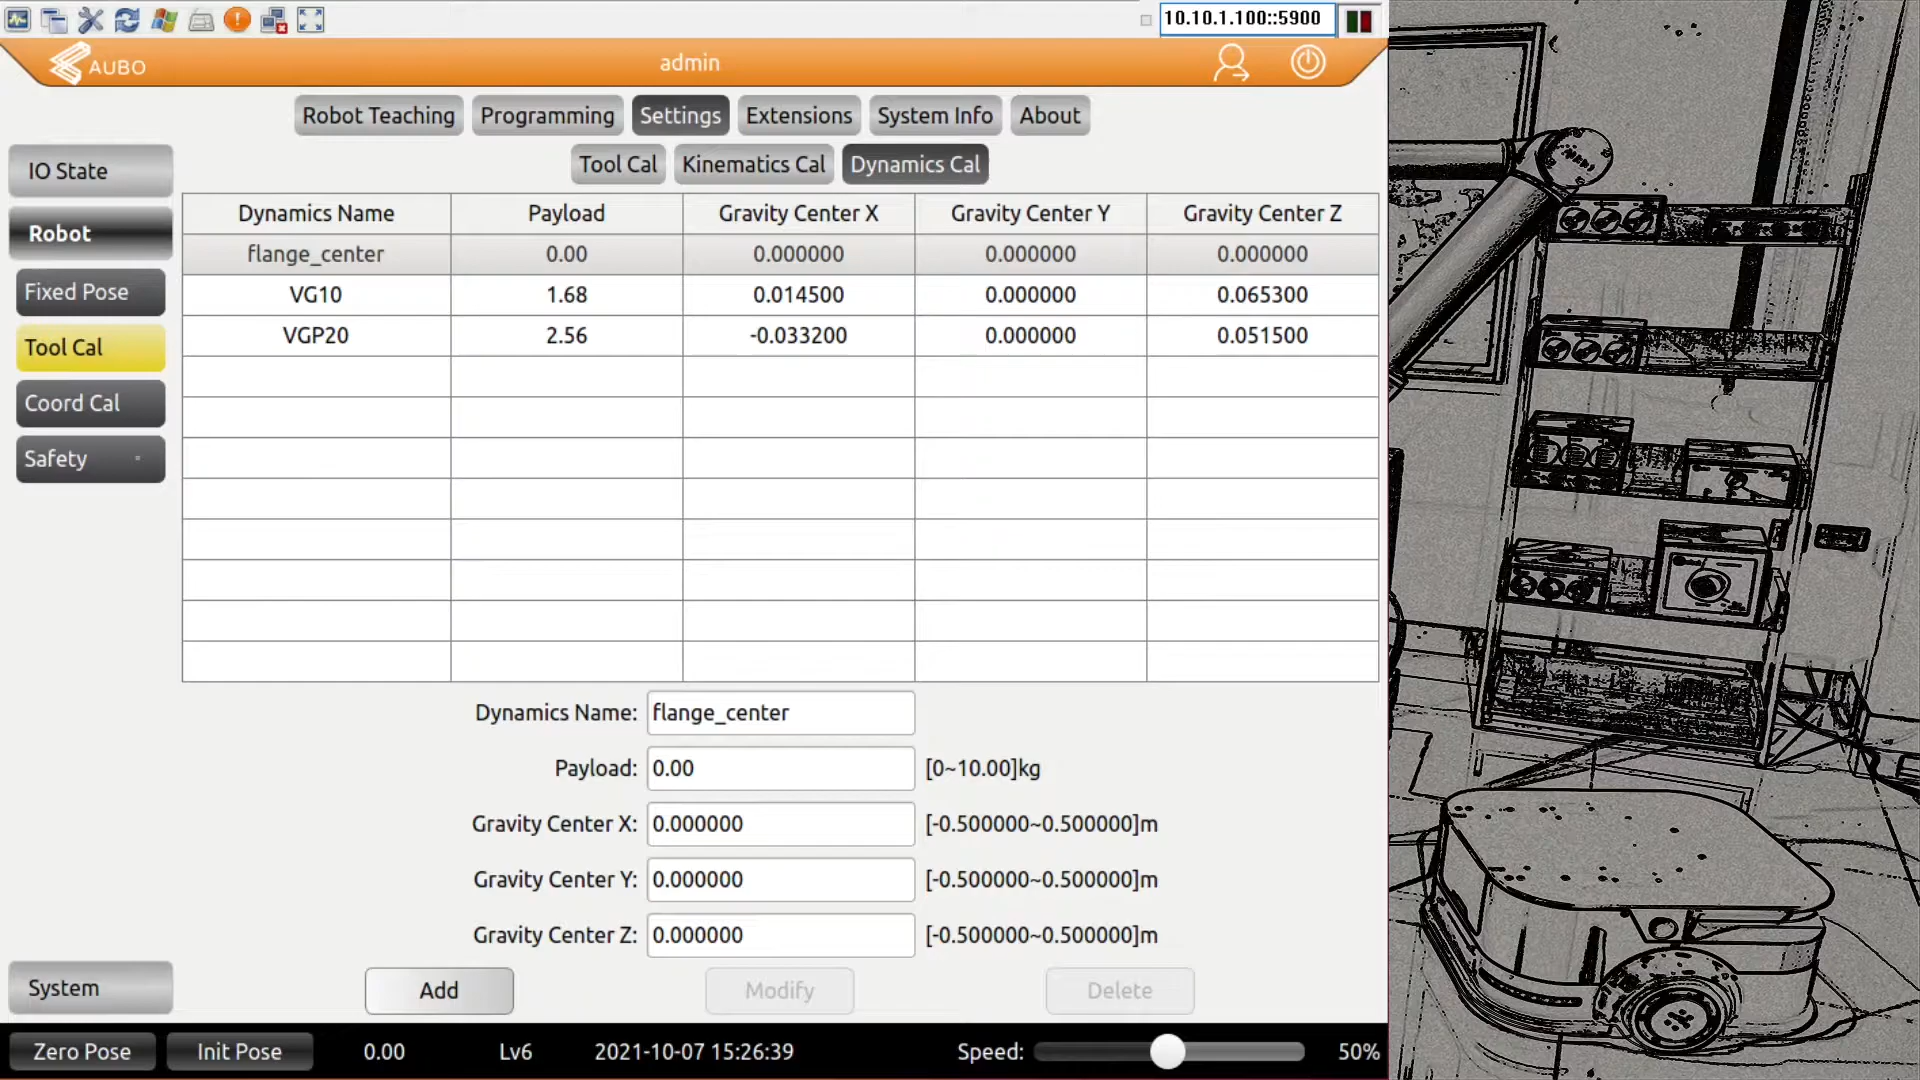 10.10.1.100::5900
AUBO
admin
Robot Teaching Programming Settings Extensions System Info About
Tool Cal Kinematics Cal Dynamics Cal
IO State
Robot
Fixed Pose
Tool Cal
Coord Cal
Safety
System
Dynamics Name Payload Gravity Center X Gravity Center Y Gravity Center Z
flange_center 0.00 0.000000 0.000000 0.000000
VG10 1.68 0.014500 0.000000 0.065300
VGP20 2.56 -0.033200 0.000000 0.051500
Dynamics Name: flange_center
Payload: 0.00 [0~10.00]kg
Gravity Center X: 0.000000 [-0.500000~0.500000]m
Gravity Center Y: 0.000000 [-0.500000~0.500000]m
Gravity Center Z: 0.000000 [-0.500000~0.500000]m
Add Modify Delete
Zero Pose Init Pose 0.00 Lv6 2021-10-07 15:26:39 Speed: 50%